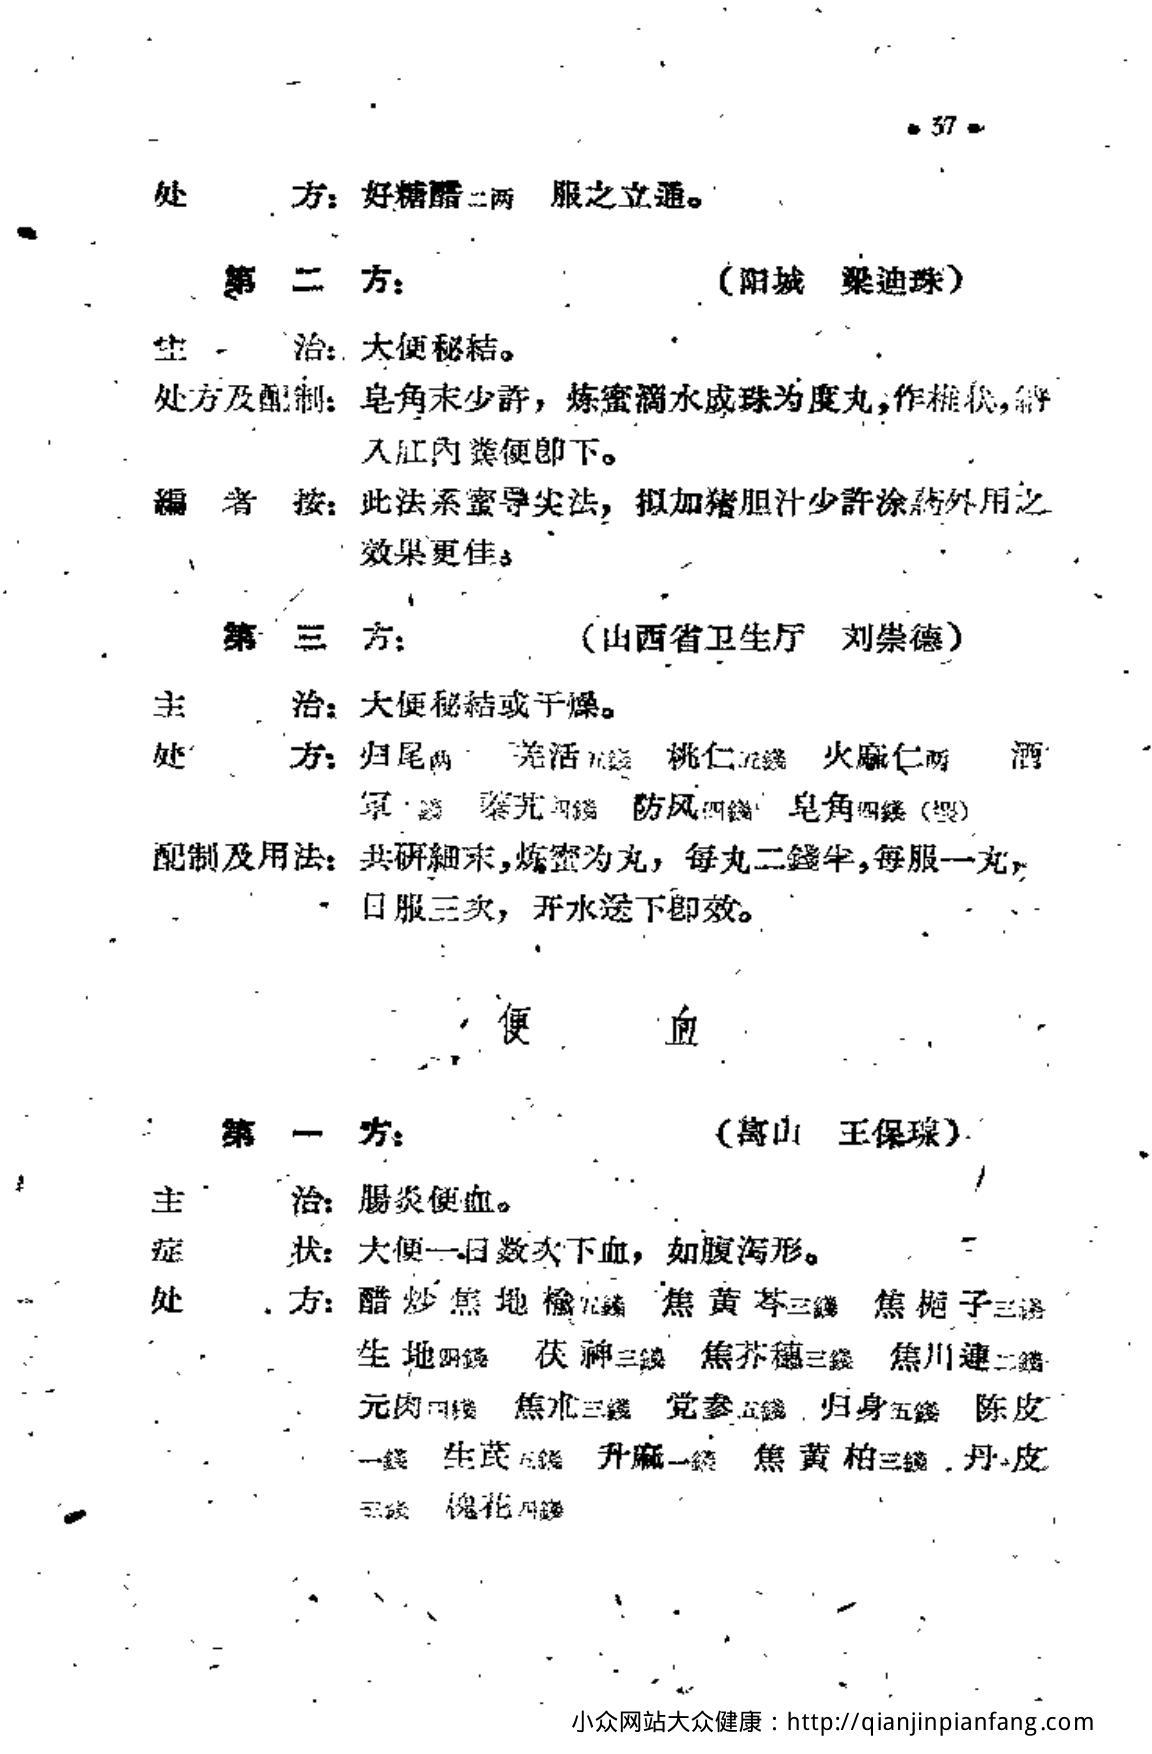 • 37 •
处 方：好糖醋二两 服之立通。
第 二 方： （阳城 梁迪珠）
主 治：大便秘結。
处方及配制：皂角末少許，炼蜜滴水成珠为度丸，作椎状，納
入肛内粪便卽下。
編 者 按：此法系蜜导尖法，拟加猪胆汁少許涂药外用之
效果更佳。
第 三 方： （山西省卫生厅 刘崇德）
主 治：大便秘結或干燥。
处 方：归尾两 羌活五錢 桃仁五錢 火麻仁两 酒
军 錢 秦艽四錢 防风四錢 皂角四錢
配制及用法：共研細末，炼蜜为丸，每丸二錢半，每服一丸，
日服三次，开水送下卽效。
便 血
第 一 方： （离山 王保瑔）
主 治：腸炎便血。
症 状：大便一日数次下血，如腹泻形。
处 方：醋炒焦地榆五錢 焦黄芩三錢 焦梔子三錢
生地四錢 茯神三錢 焦芥穗三錢 焦川連二錢
元肉四錢 焦朮三錢 党参五錢 归身五錢 陈皮
一錢 生芪五錢 升麻一錢 焦黄柏三錢 丹皮
三錢 槐花四錢
小众网站大众健康：http://qianjinpianfang.com